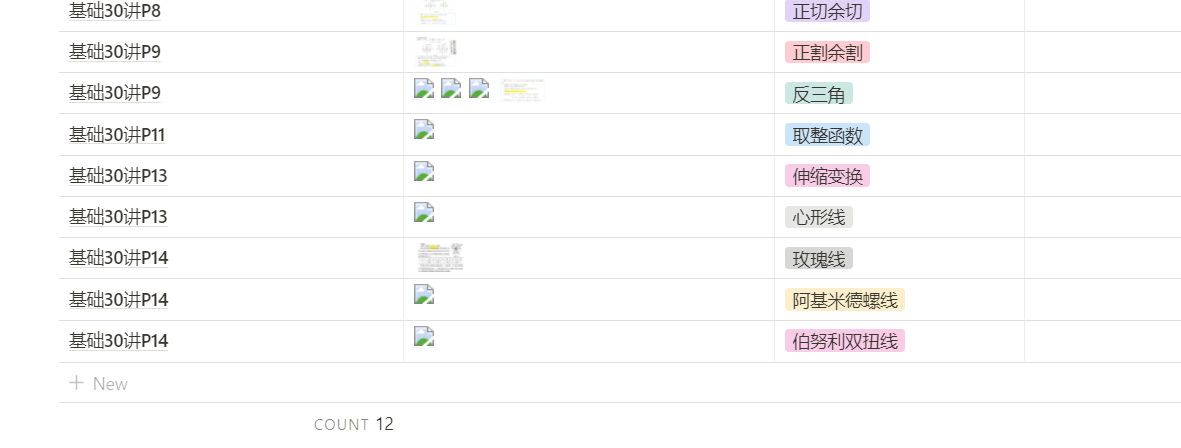 基础30讲P8 正切余切
基础30讲P9 正割余割
基础30讲P9 反三角
基础30讲P11 取整函数
基础30讲P13 伸缩变换
基础30讲P13 心形线
基础30讲P14 玫瑰线
基础30讲P14 阿基米德螺线
基础30讲P14 伯努利双扭线
+ New
COUNT 12